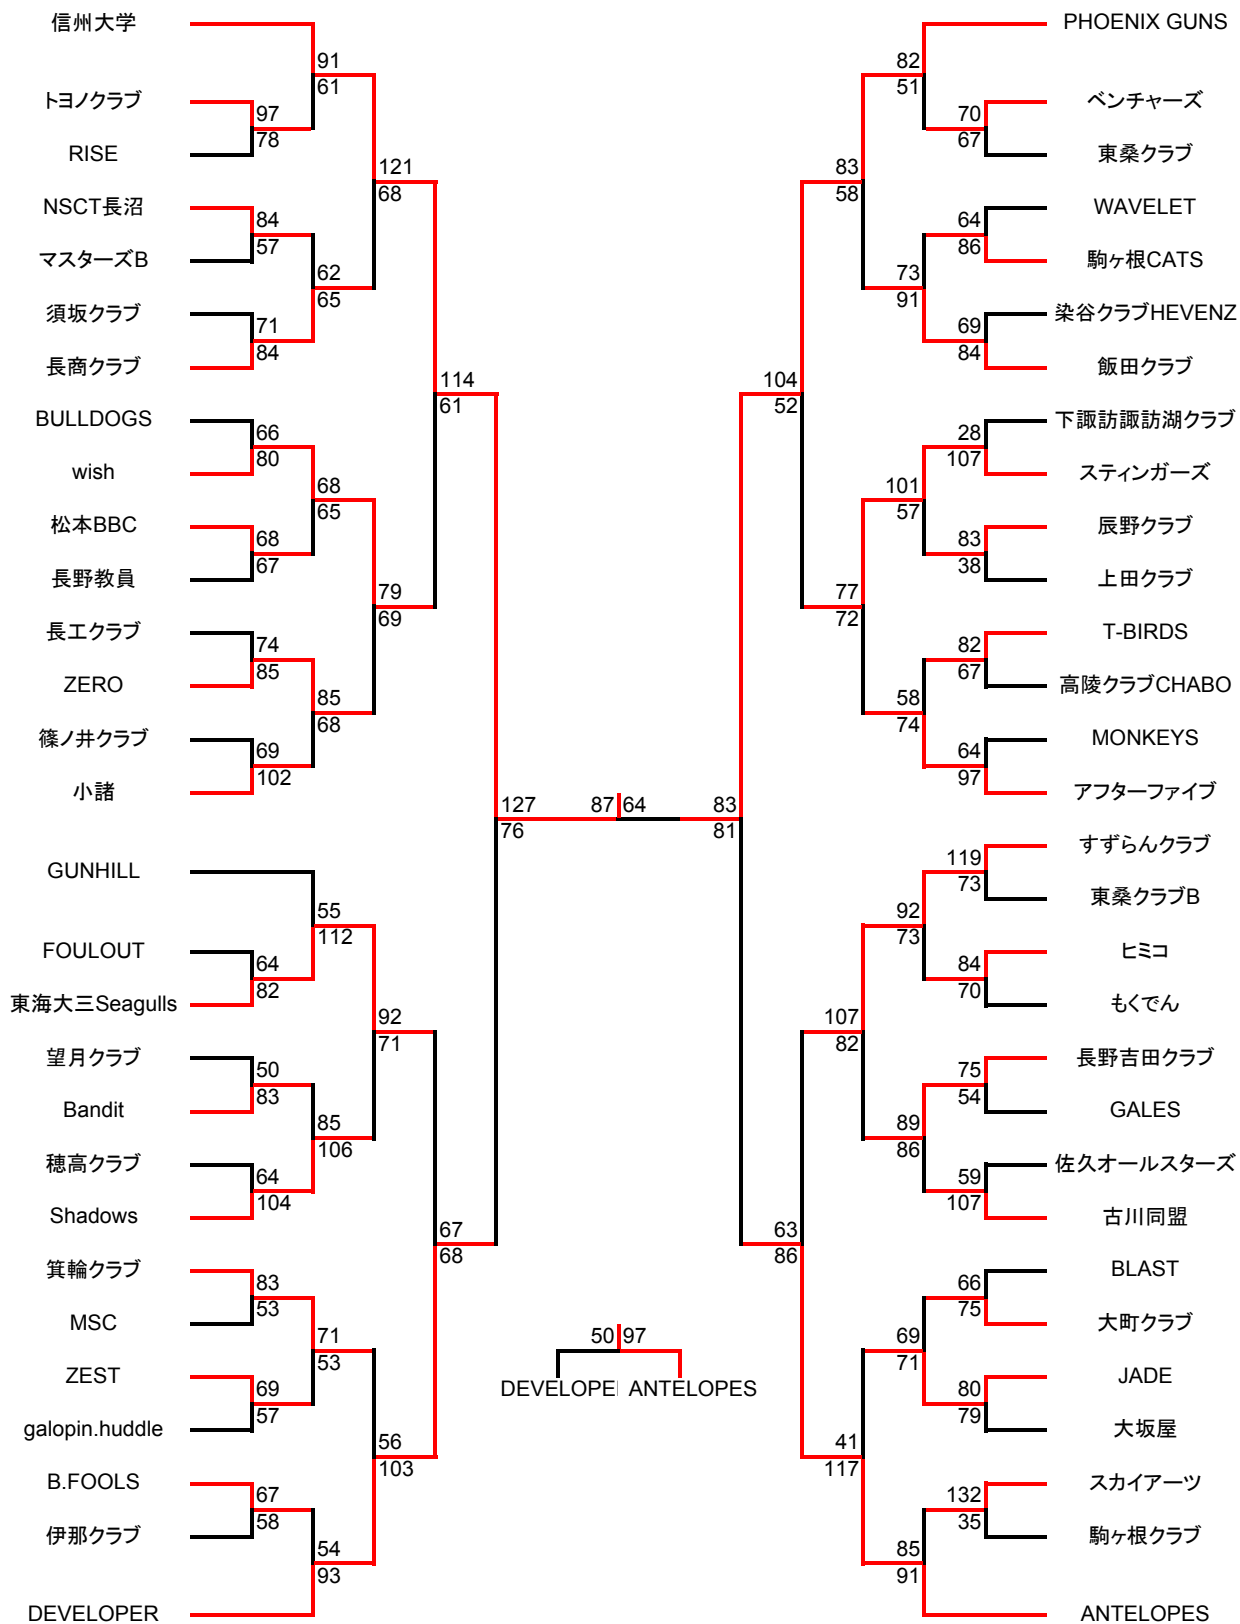 信州大学
91
61
トヨノクラブ
97
78
RISE
121
68
NSCT長沼
84
57
マスターズB
62
65
須坂クラブ
71
84
長商クラブ
114
61
BULLDOGS
66
80
wish
68
65
松本BBC
68
67
長野教員
79
69
長工クラブ
74
85
ZERO
85
68
篠ノ井クラブ
69
102
小諸
127
76
GUNHILL
55
112
FOULOUT
64
82
東海大三Seagulls
92
71
望月クラブ
50
83
Bandit
85
106
穂高クラブ
64
104
Shadows
67
68
箕輪クラブ
83
53
MSC
71
53
ZEST
69
57
galopin.huddle
56
103
B.FOOLS
67
58
伊那クラブ
54
93
DEVELOPER
87 64
50 97
DEVELOPE ANTELOPES
PHOENIX GUNS
82
51
ベンチャーズ
70
67
東桑クラブ
83
58
WAVELET
64
86
駒ヶ根CATS
73
91
染谷クラブHEVENZ
69
84
飯田クラブ
104
52
下諏訪諏訪湖クラブ
28
107
スティンガーズ
101
57
辰野クラブ
83
38
上田クラブ
77
72
T-BIRDS
82
67
高陵クラブCHABO
58
74
MONKEYS
64
97
アフターファイブ
83
81
すずらんクラブ
119
73
東桑クラブB
92
73
ヒミコ
84
70
もくでん
107
82
長野吉田クラブ
75
54
GALES
89
86
佐久オールスターズ
59
107
古川同盟
63
86
BLAST
66
75
大町クラブ
69
71
JADE
80
79
大坂屋
41
117
スカイアーツ
132
35
駒ヶ根クラブ
85
91
ANTELOPES